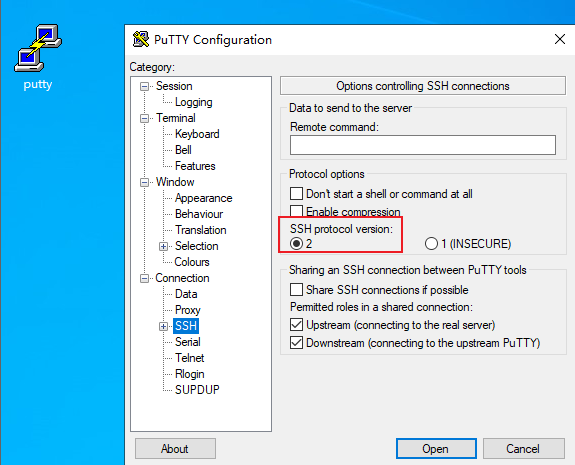 putty
PuTTY Configuration
Category:
Session
Logging
Terminal
Keyboard
Bell
Features
Window
Appearance
Behaviour
Translation
Selection
Colours
Connection
Data
Proxy
SSH
Serial
Telnet
Rlogin
SUPDUP
Options controlling SSH connections
Data to send to the server
Remote command:
Protocol options
Don't start a shell or command at all
Enable compression
SSH protocol version:
2 1 (INSECURE)
Sharing an SSH connection between PuTTY tools
Share SSH connections if possible
Permitted roles in a shared connection:
Upstream (connecting to the real server)
Downstream (connecting to the upstream PuTTY)
About Open Cancel